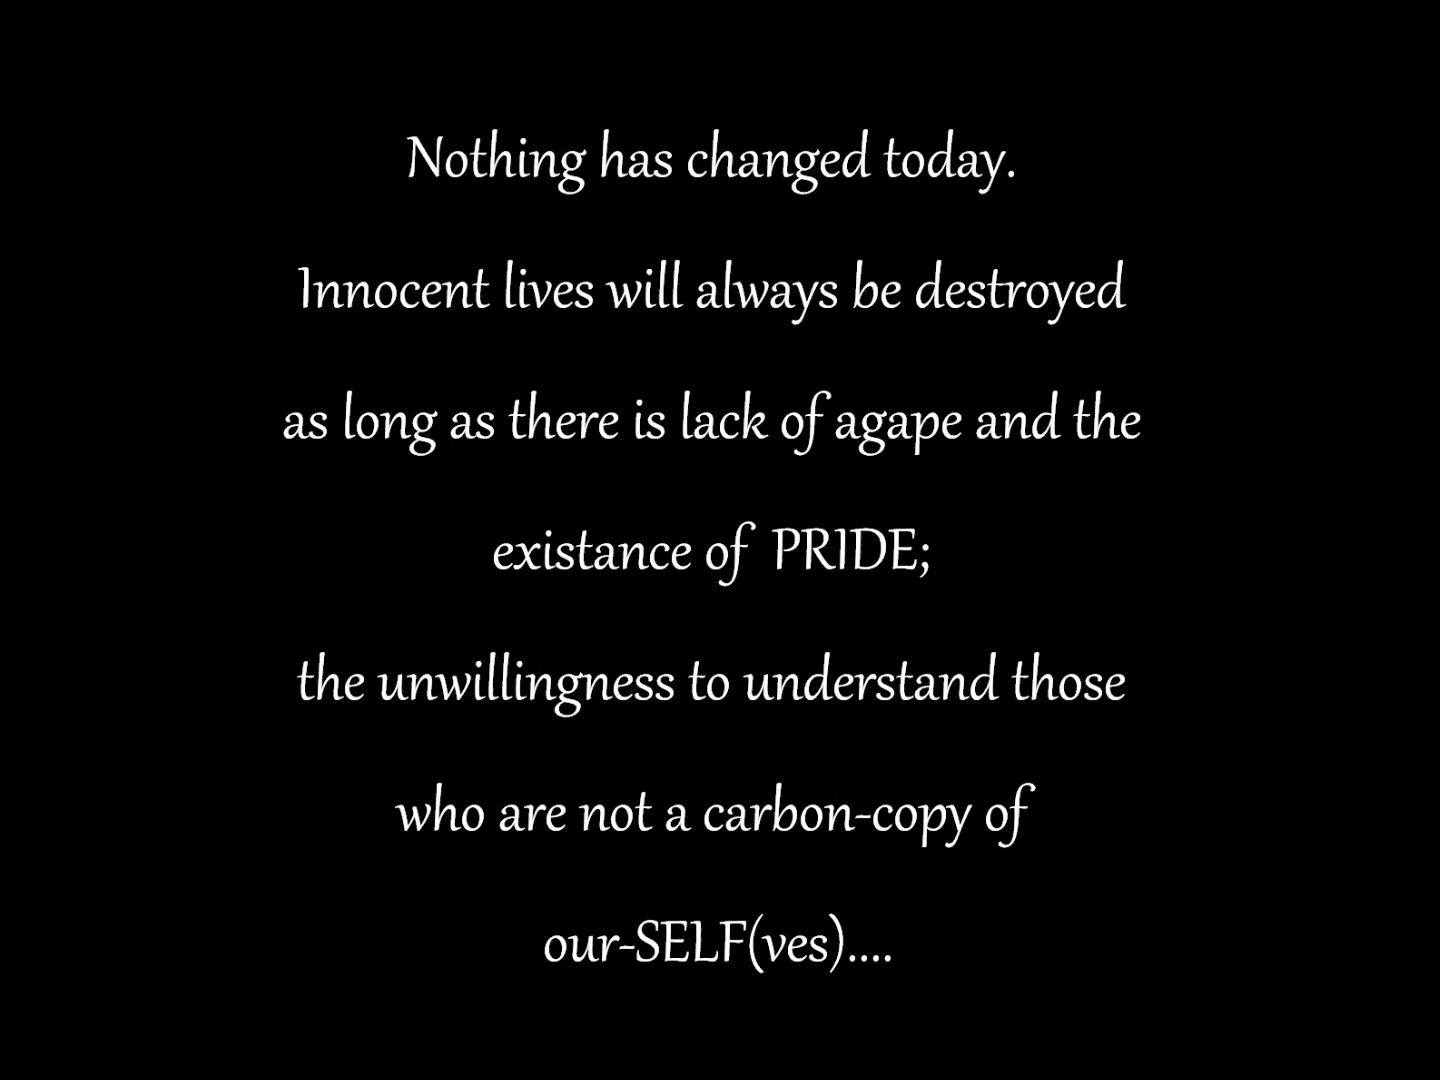 Nothing has changed today.
Innocent lives will always be destroyed
as long as there is lack of agape and the
existance of PRIDE;
the unwillingness to understand those
who are not a carbon-copy of
our-SELF(ves)....